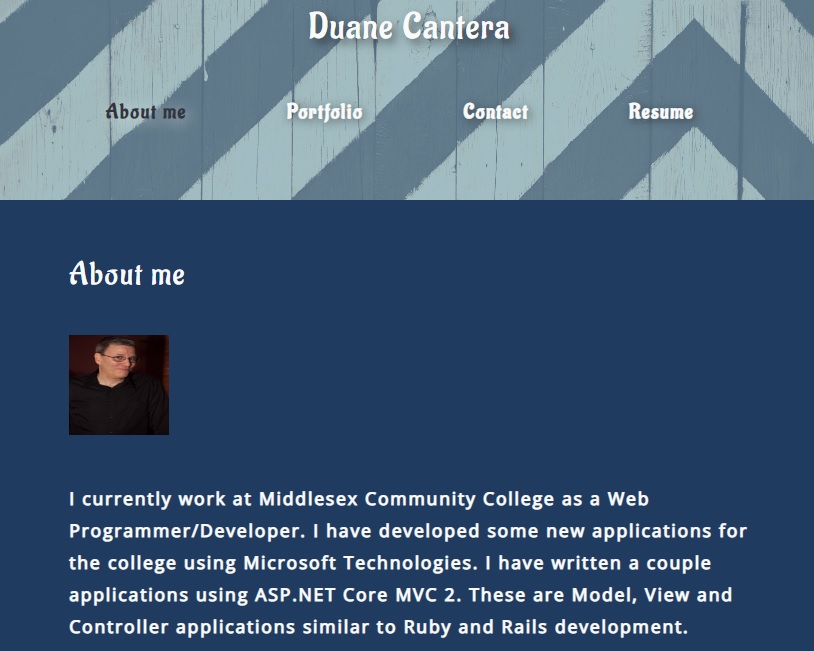 Duane Cantera
About me
Portfolio
Contact
Resume
About me
I currently work at Middlesex Community College as a Web
Programmer/Developer. I have developed some new applications for
the college using Microsoft Technologies. I have written a couple
applications using ASP.NET Core MVC 2. These are Model, View and
Controller applications similar to Ruby and Rails development.